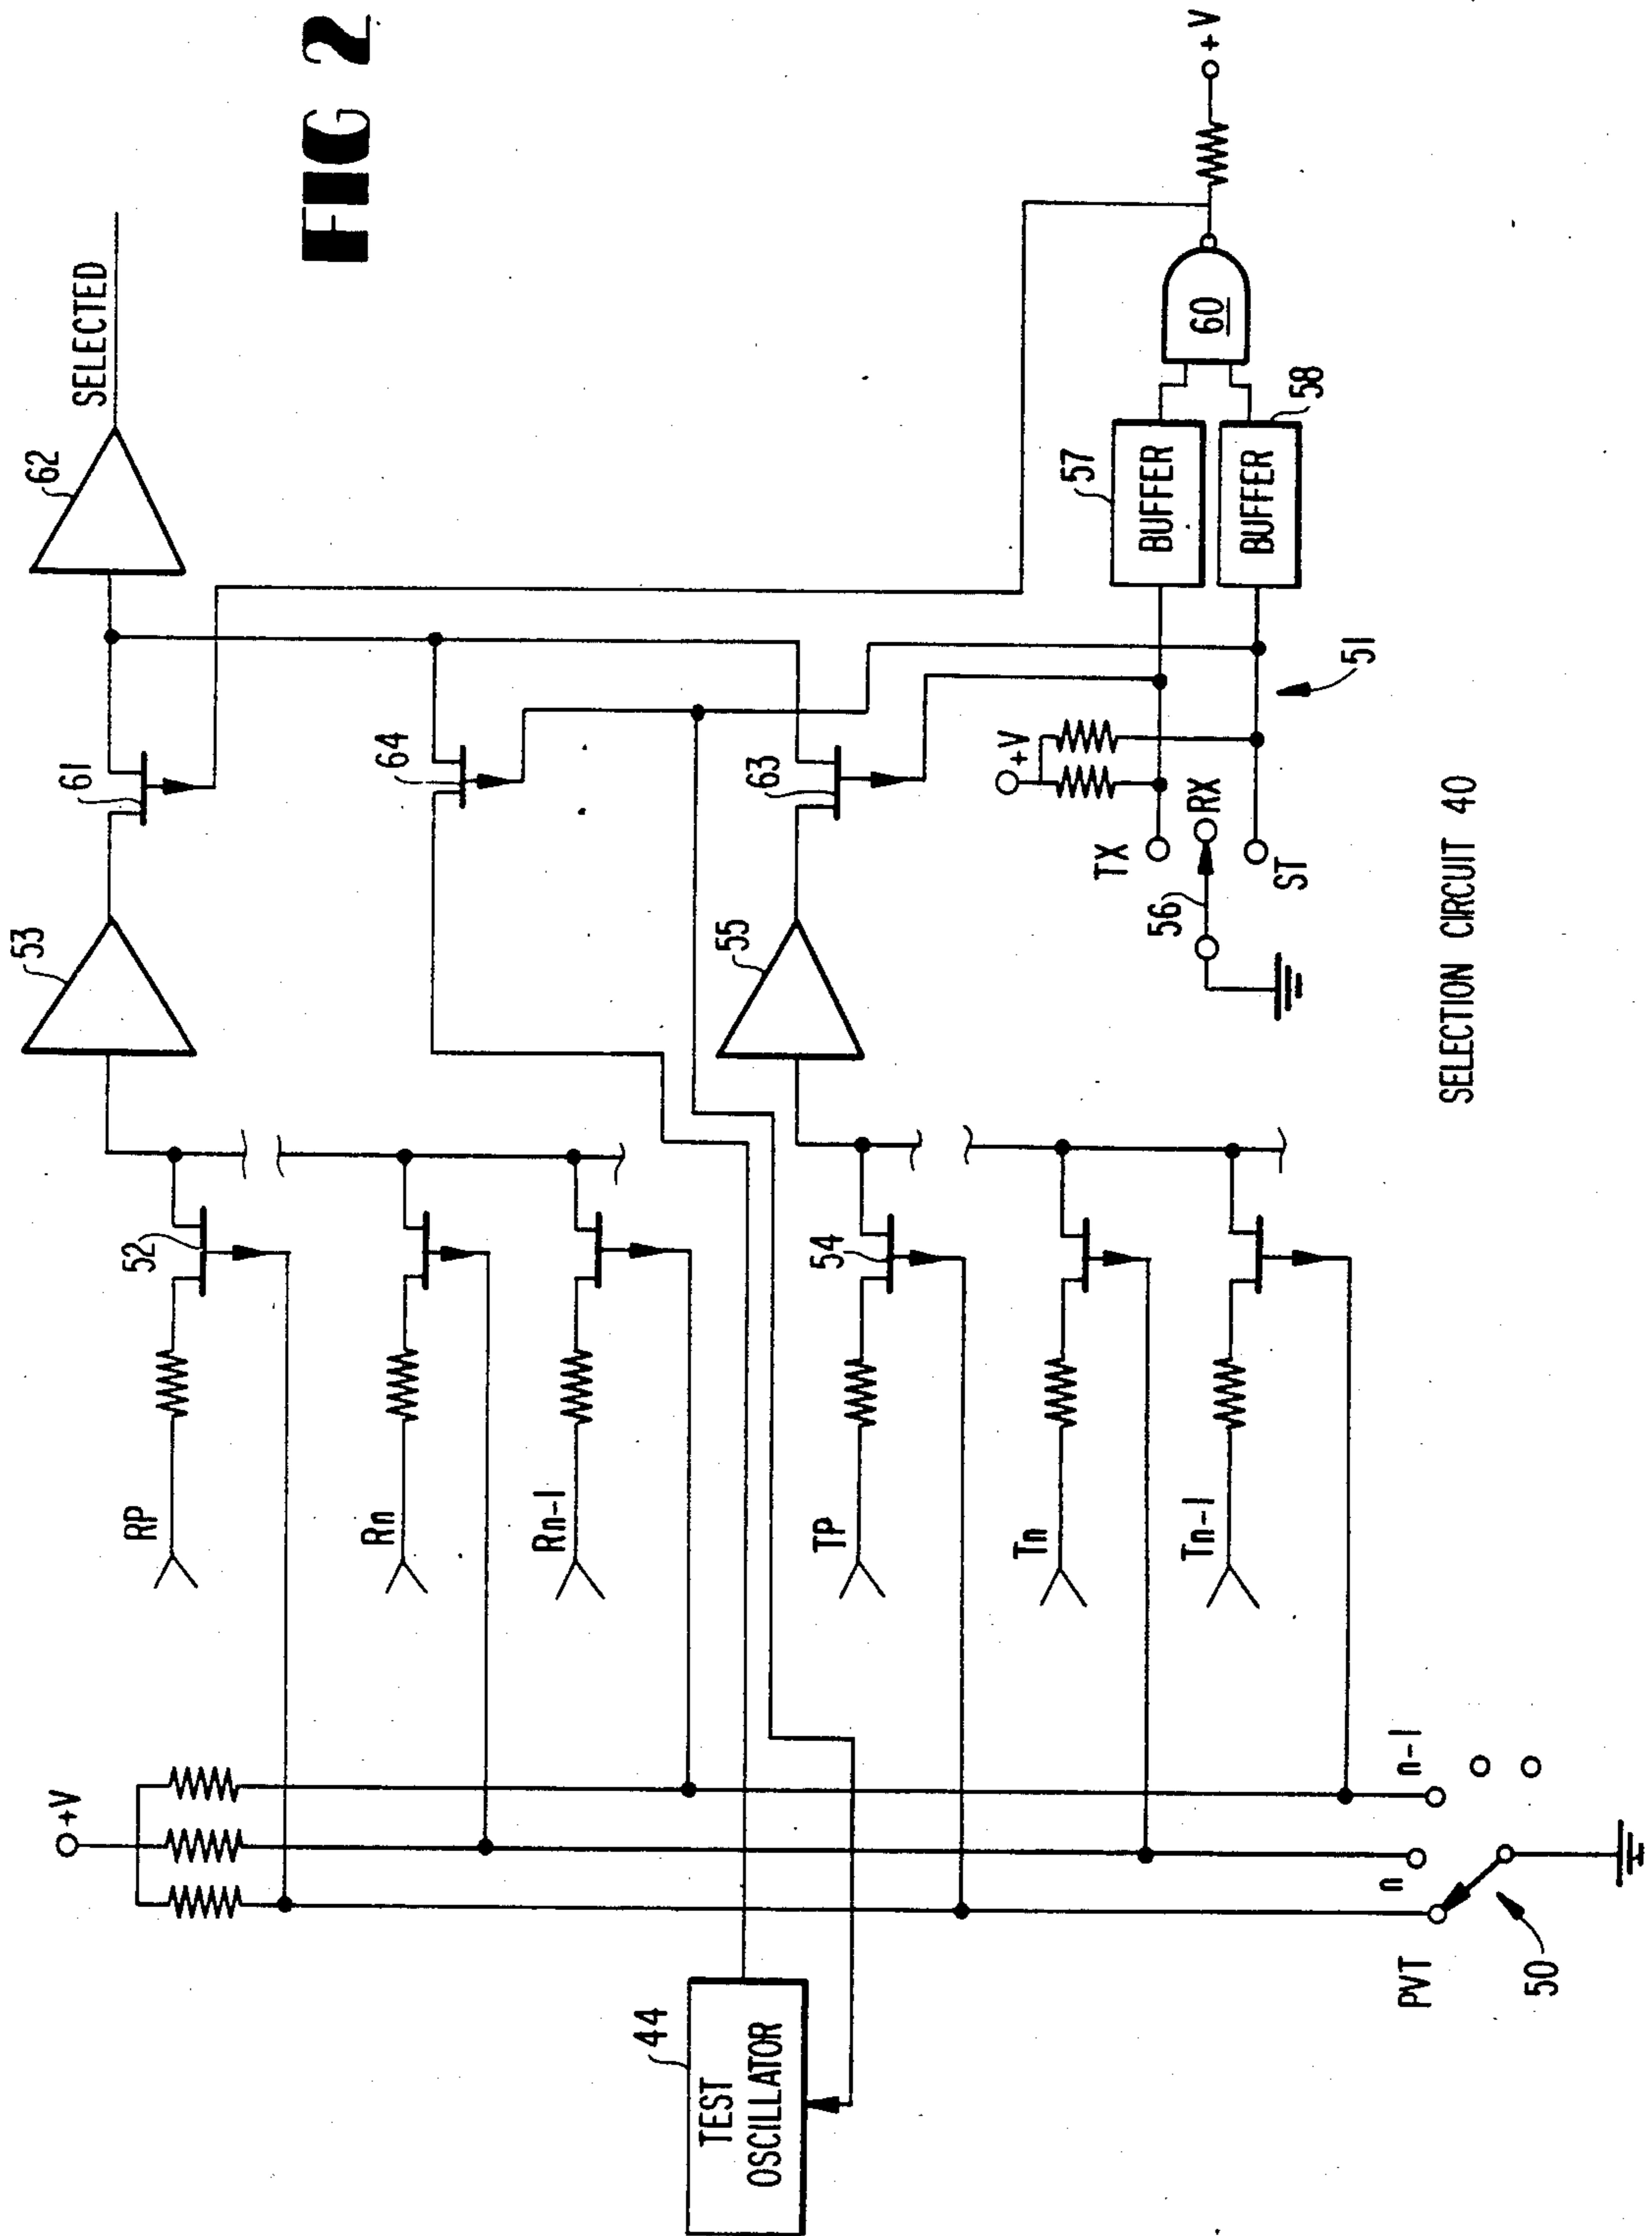 FIG 2
SELECTED
62
53
61
+V
RP
52
Rn
Rn-1
64
TEST
OSCILLATOR
44
55
63
TP
54
Tn
Tn-1
57
BUFFER
60
+V
BUFFER
58
51
+V
TX
RX
56
ST
PVT
n
n-1
50
SELECTION CIRCUIT 40